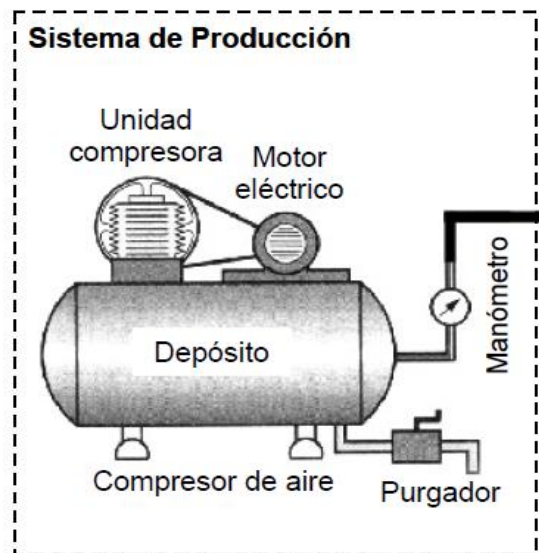 Sistema de Producción
Unidad
compresora
Motor
eléctrico
Manómetro
Depósito
Compresor de aire
Purgador